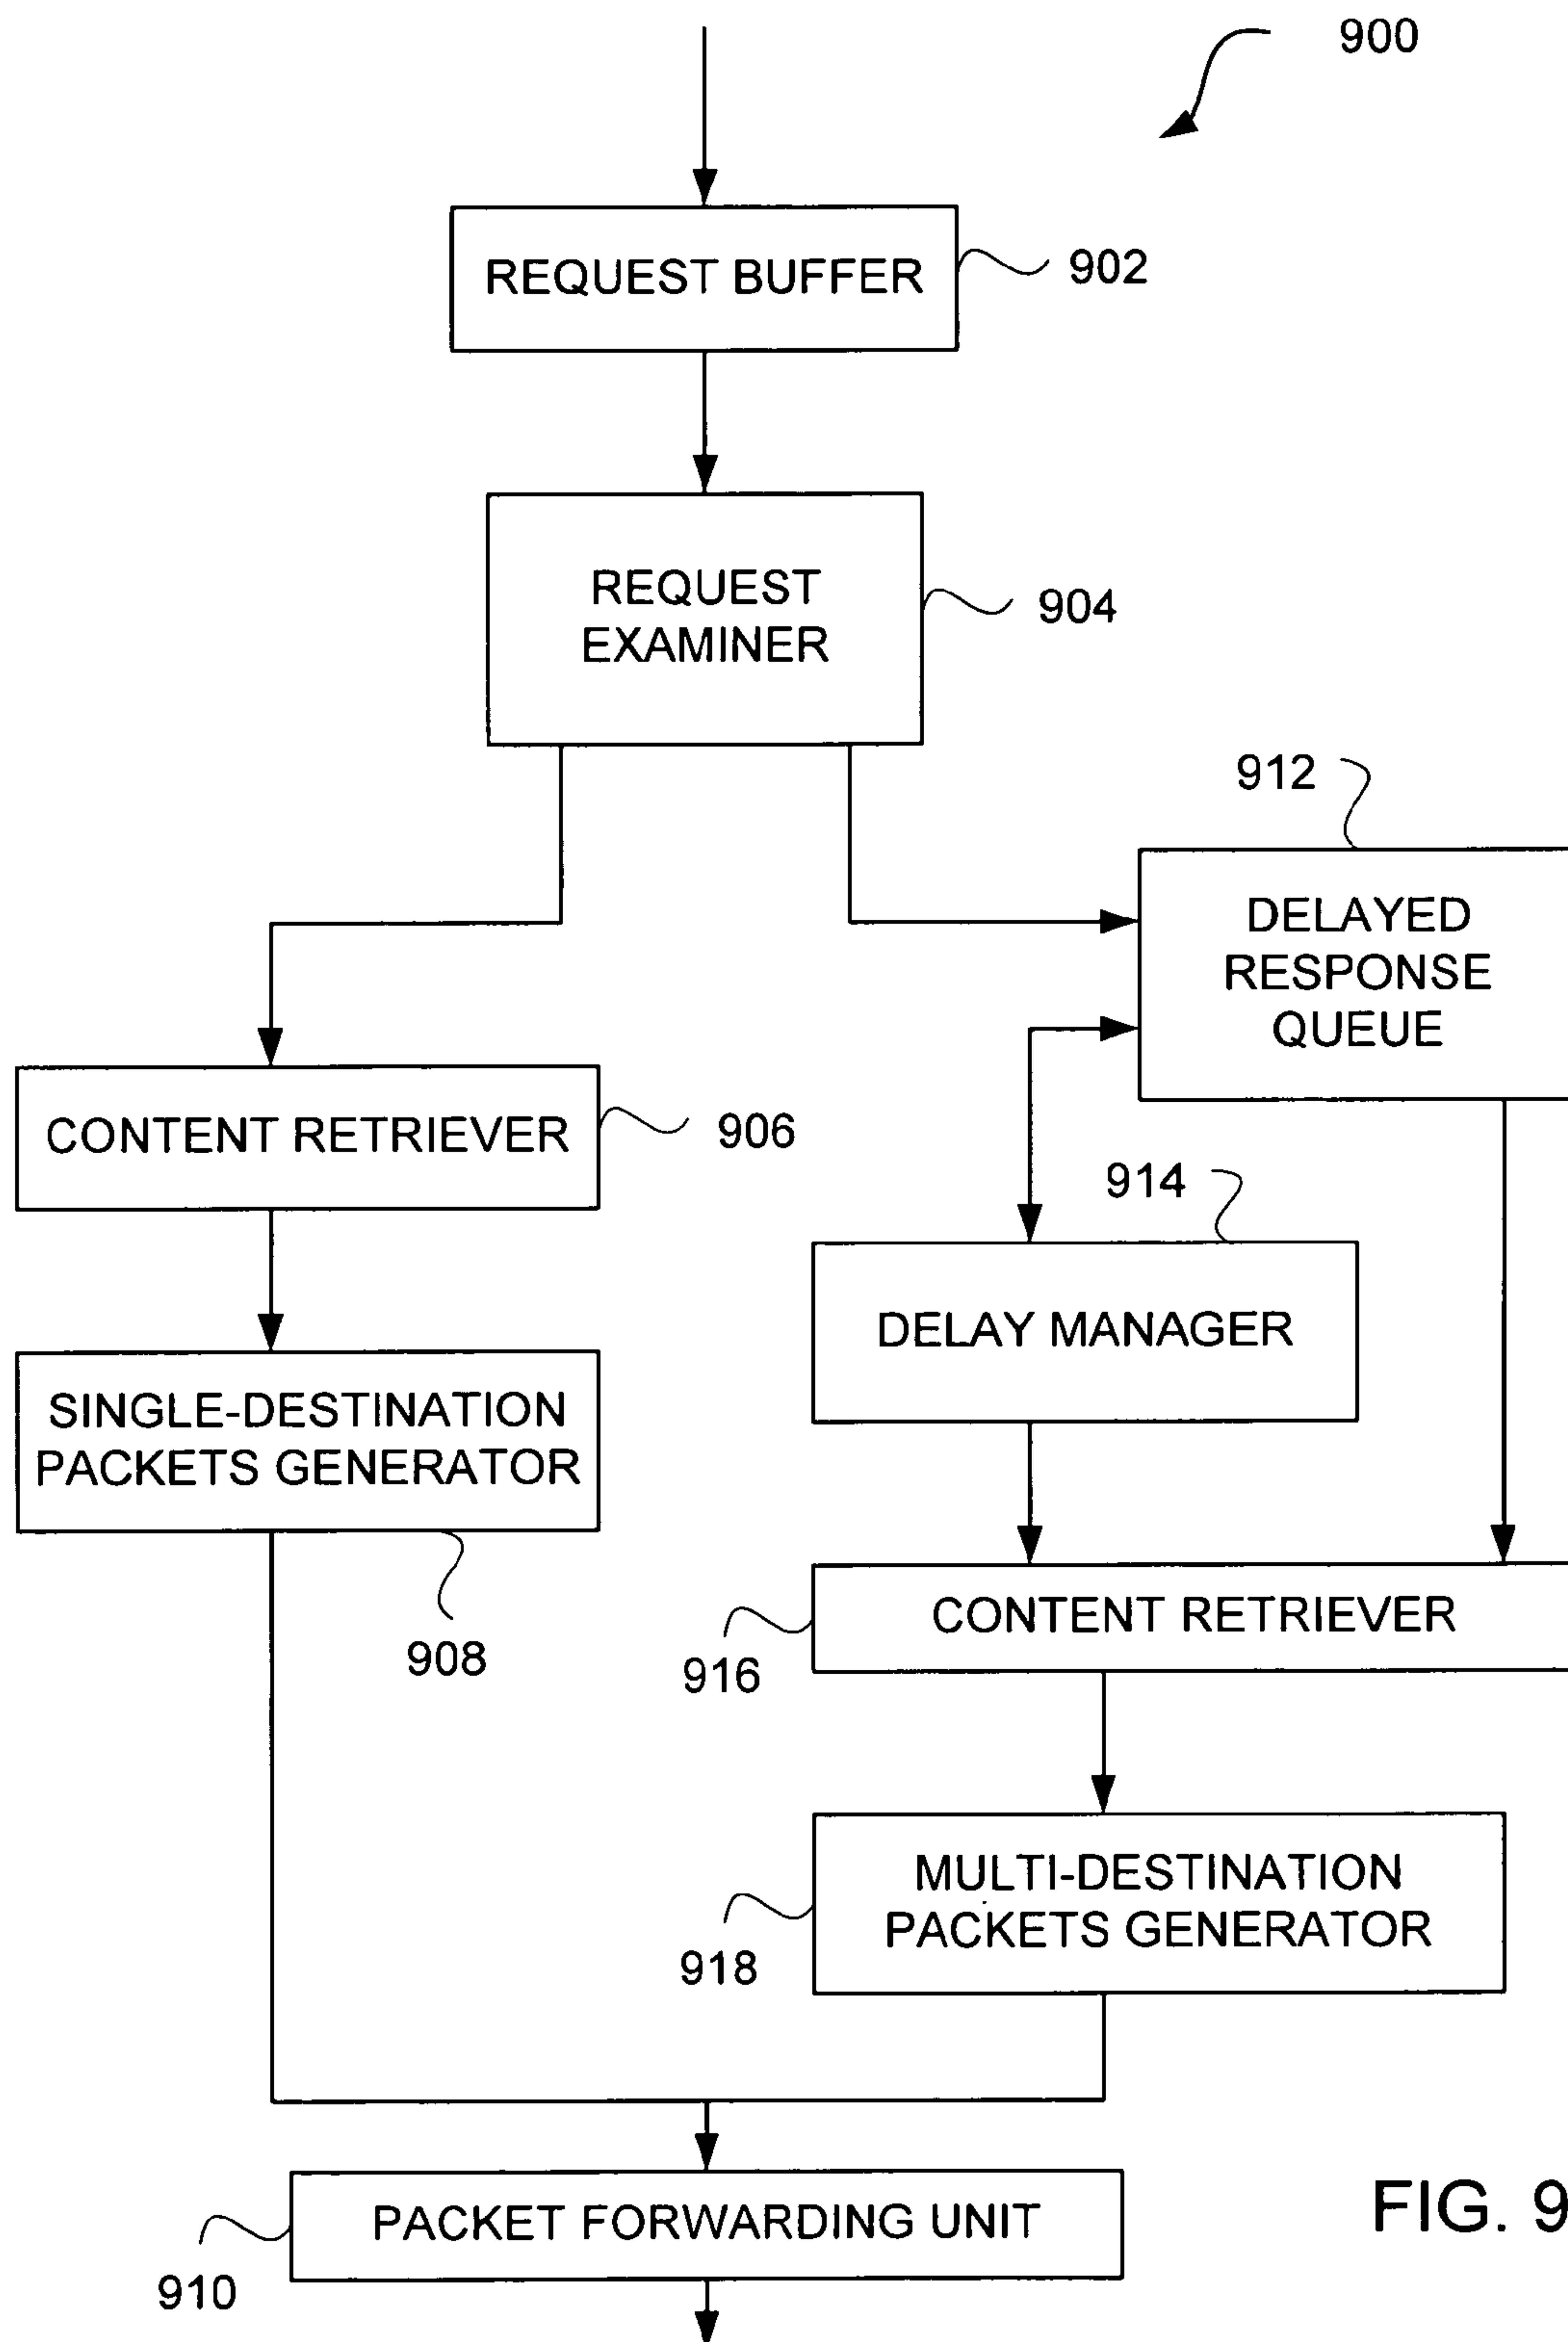 900
REQUEST BUFFER
902
REQUEST
EXAMINER
904
912
DELAYED
RESPONSE
QUEUE
CONTENT RETRIEVER
906
914
DELAY MANAGER
SINGLE-DESTINATION
PACKETS GENERATOR
908
CONTENT RETRIEVER
916
MULTI-DESTINATION
PACKETS GENERATOR
918
PACKET FORWARDING UNIT
910
FIG. 9